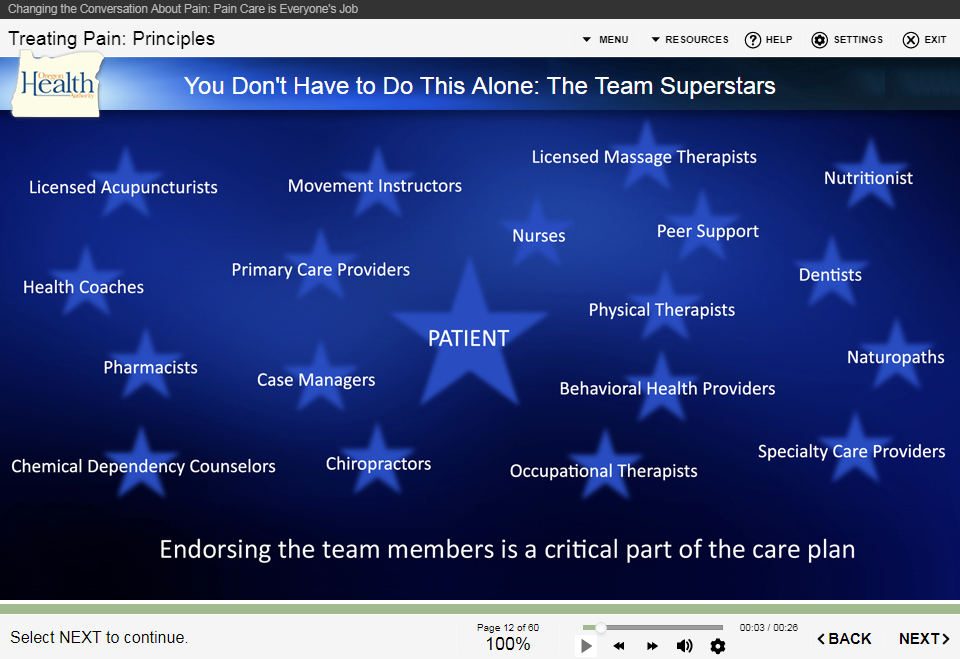 Changing the Conversation About Pain: Pain Care is Everyone's Job
Treating Pain: Principles
MENU
RESOURCES
HELP
SETTINGS
EXIT
Oregon
Health
Authority
You Don't Have to Do This Alone: The Team Superstars
Licensed Massage Therapists
Nutritionist
Licensed Acupuncturists
Movement Instructors
Nurses
Peer Support
Primary Care Providers
Dentists
Health Coaches
Physical Therapists
PATIENT
Naturopaths
Pharmacists
Case Managers
Behavioral Health Providers
Specialty Care Providers
Chemical Dependency Counselors
Chiropractors
Occupational Therapists
Endorsing the team members is a critical part of the care plan
Select NEXT to continue.
Page 12 of 60
100%
00:03 / 00:26
BACK
NEXT